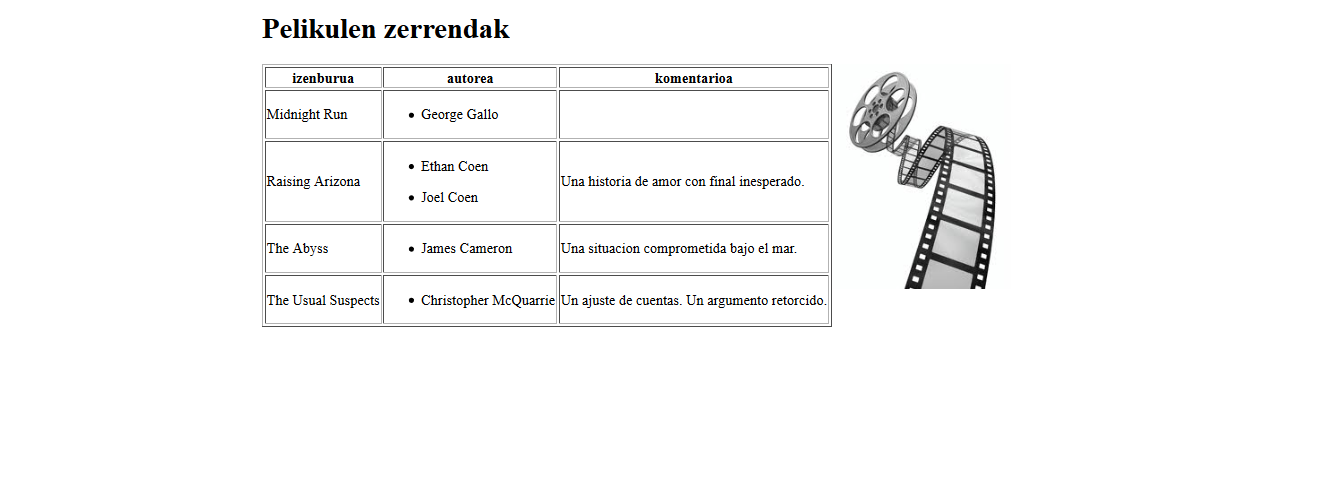 Pelikulen zerrendak
izenburua autorea komentarioa
Midnight Run • George Gallo
Raising Arizona • Ethan Coen • Joel Coen Una historia de amor con final inesperado.
The Abyss • James Cameron Una situacion comprometida bajo el mar.
The Usual Suspects • Christopher McQuarrie Un ajuste de cuentas. Un argumento retorcido.